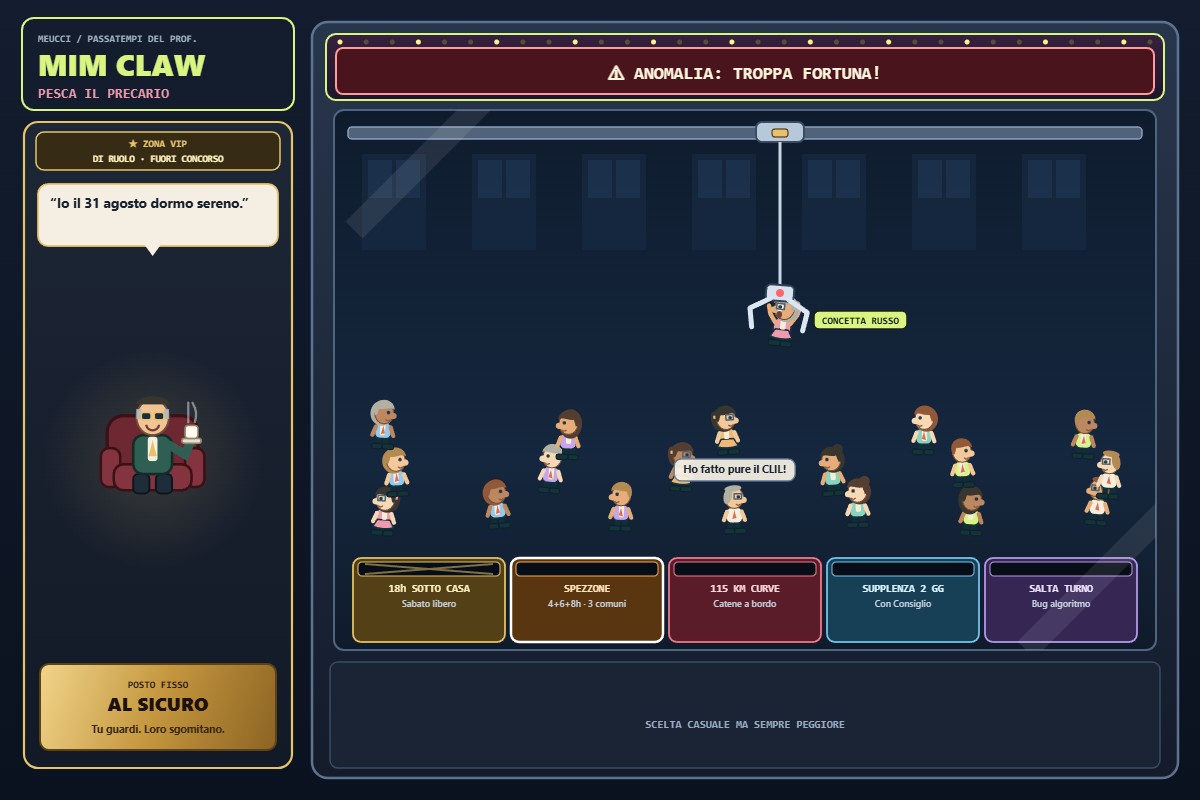 MEUCCI / PASSATEMPI DEL PROF.
MIM CLAW
PESCA IL PRECARIO
★ ZONA VIP
DI RUOLO · FUORI CONCORSO
“Io il 31 agosto dormo sereno.”
POSTO FISSO
AL SICURO
Tu guardi. Loro sgomitano.
⚠ ANOMALIA: TROPPA FORTUNA!
CONCETTA RUSSO
Ho fatto pure il CLIL!
18h SOTTO CASA
Sabato libero
SPEZZONE
4+6+8h · 3 comuni
115 KM CURVE
Catene a bordo
SUPPLENZA 2 GG
Con Consiglio
SALTA TURNO
Bug algoritmo
SCELTA CASUALE MA SEMPRE PEGGIORE